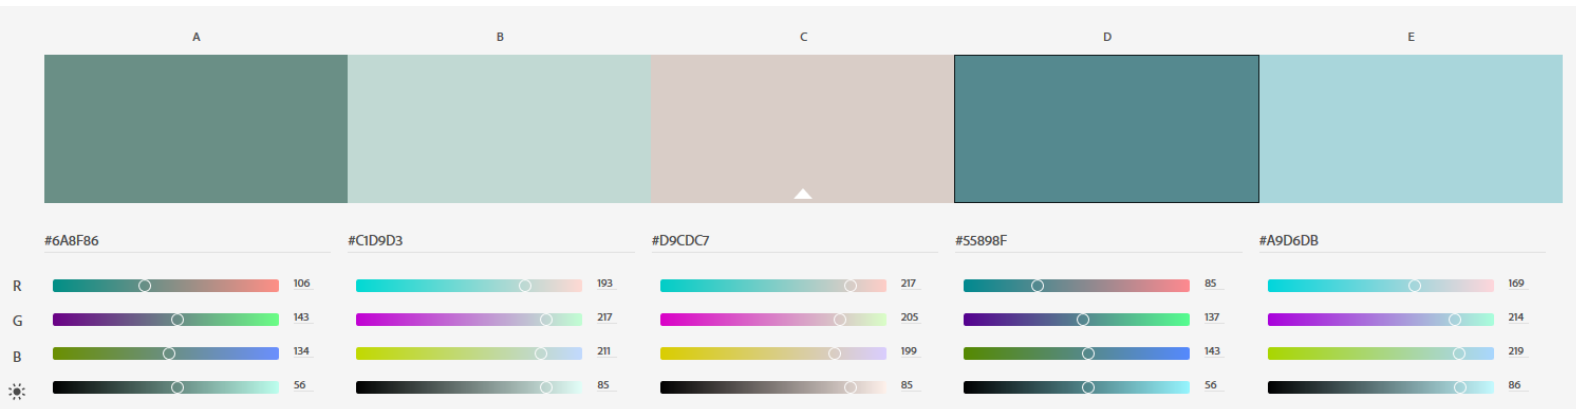 A B C D E
#6A8F86 #C1D9D3 #D9CDC7 #55898F #A9D6DB
R 106 193 217 85 169
G 143 217 205 137 214
B 134 211 199 143 219
56 85 85 56 86